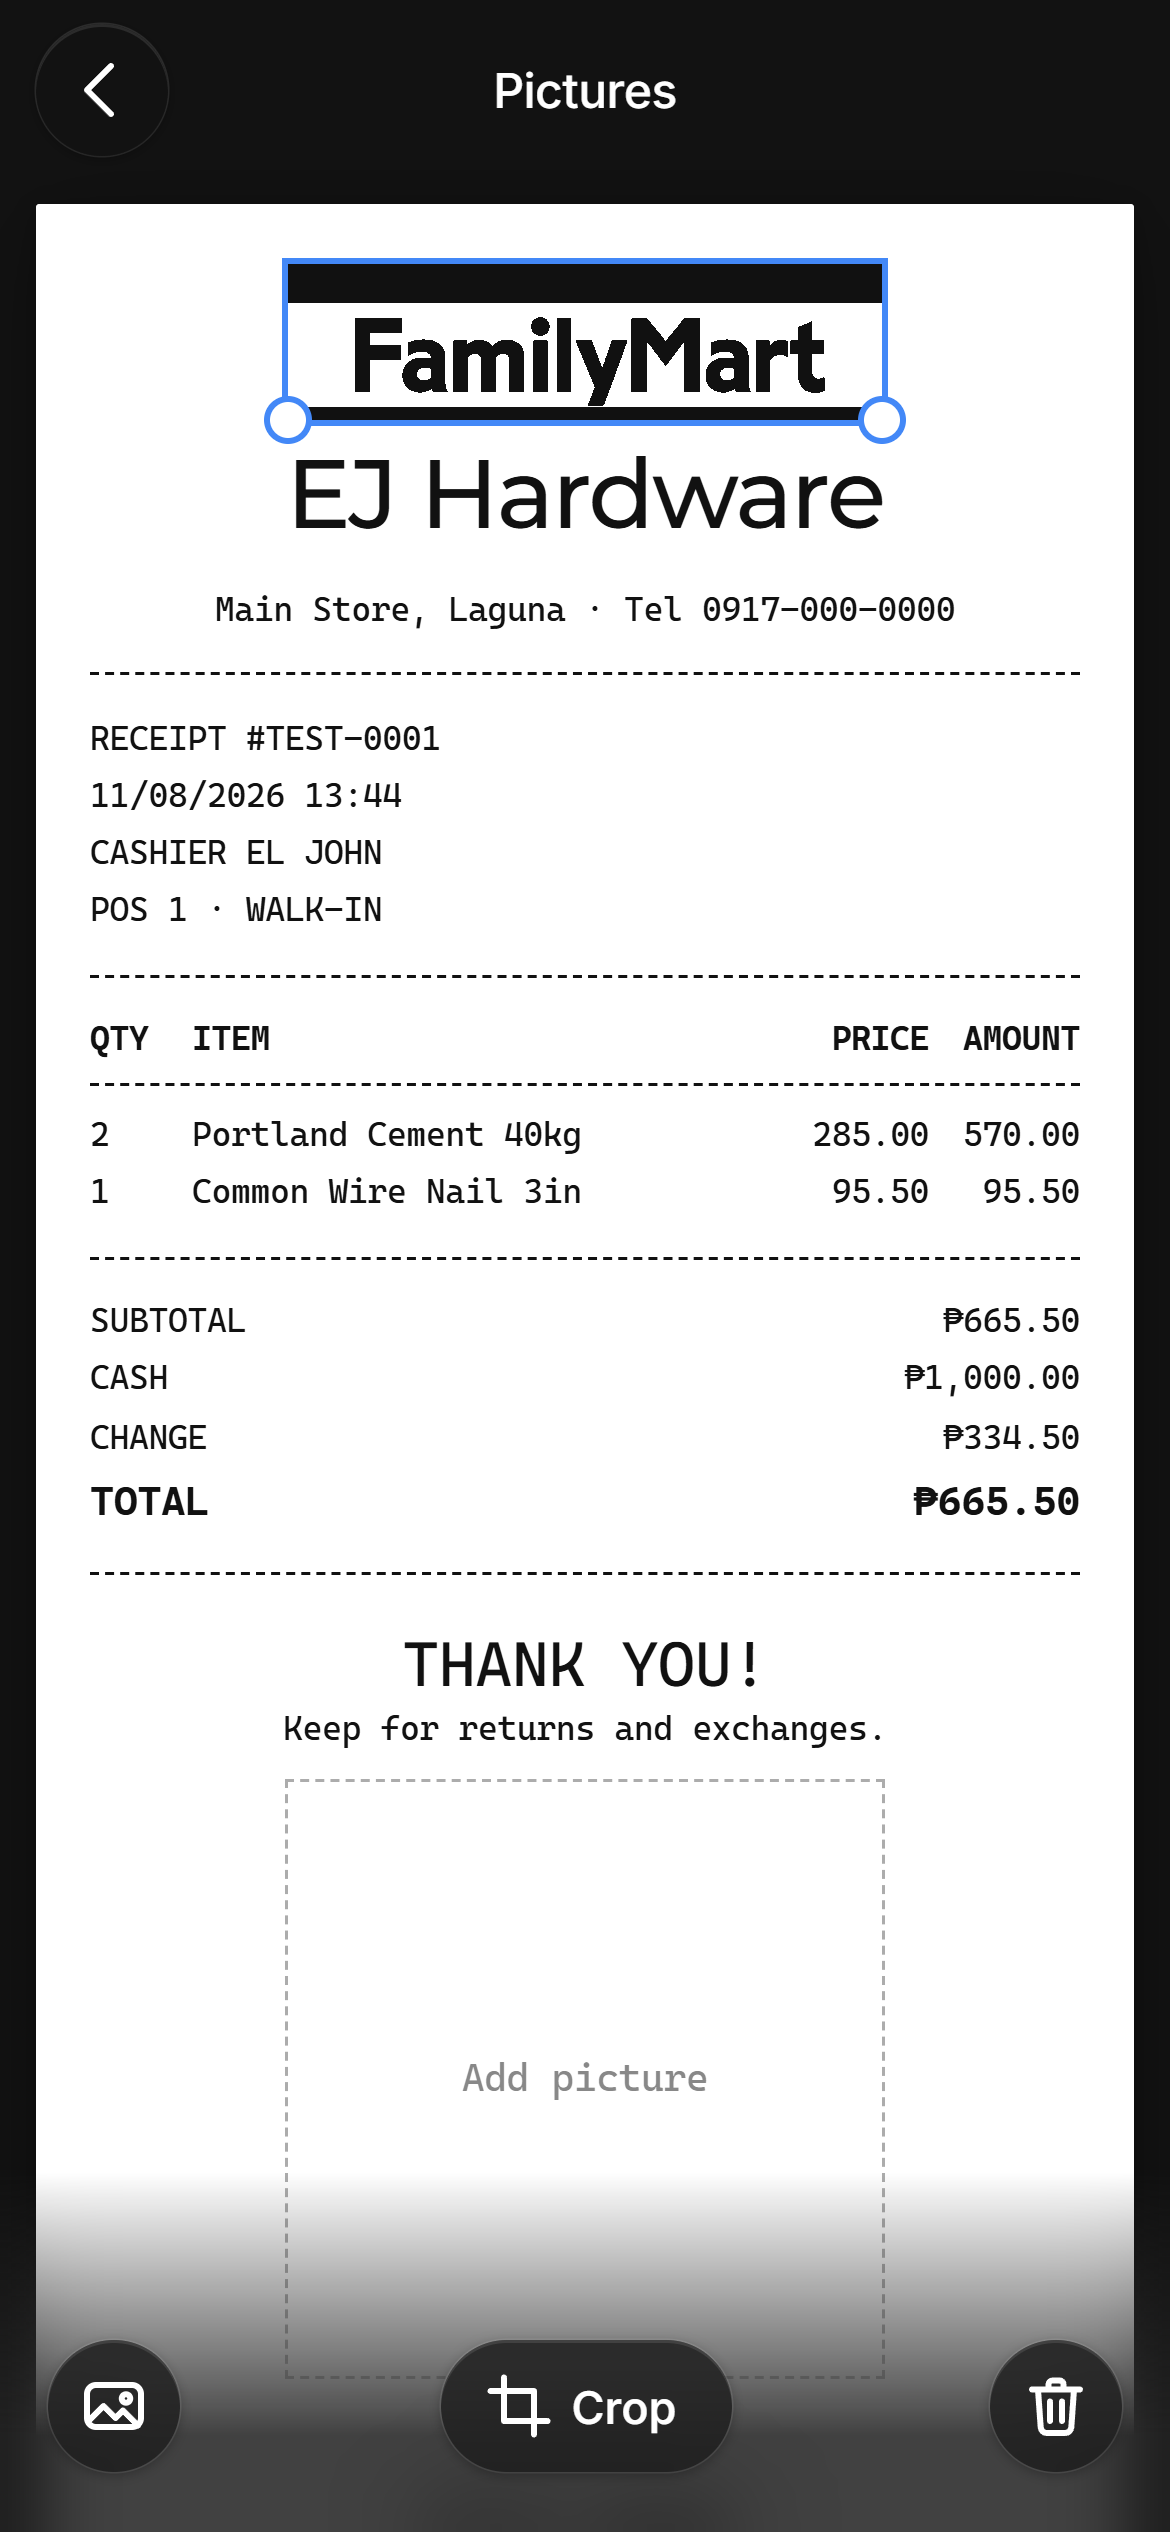 Pictures
FamilyMart
EJ Hardware
Main Store, Laguna · Tel 0917-000-0000
RECEIPT #TEST-0001
11/08/2026 13:44
CASHIER EL JOHN
POS 1 · WALK-IN
QTY ITEM PRICE AMOUNT
2 Portland Cement 40kg 285.00 570.00
1 Common Wire Nail 3in 95.50 95.50
SUBTOTAL ₱665.50
CASH ₱1,000.00
CHANGE ₱334.50
TOTAL ₱665.50
THANK YOU!
Keep for returns and exchanges.
Add picture
Crop